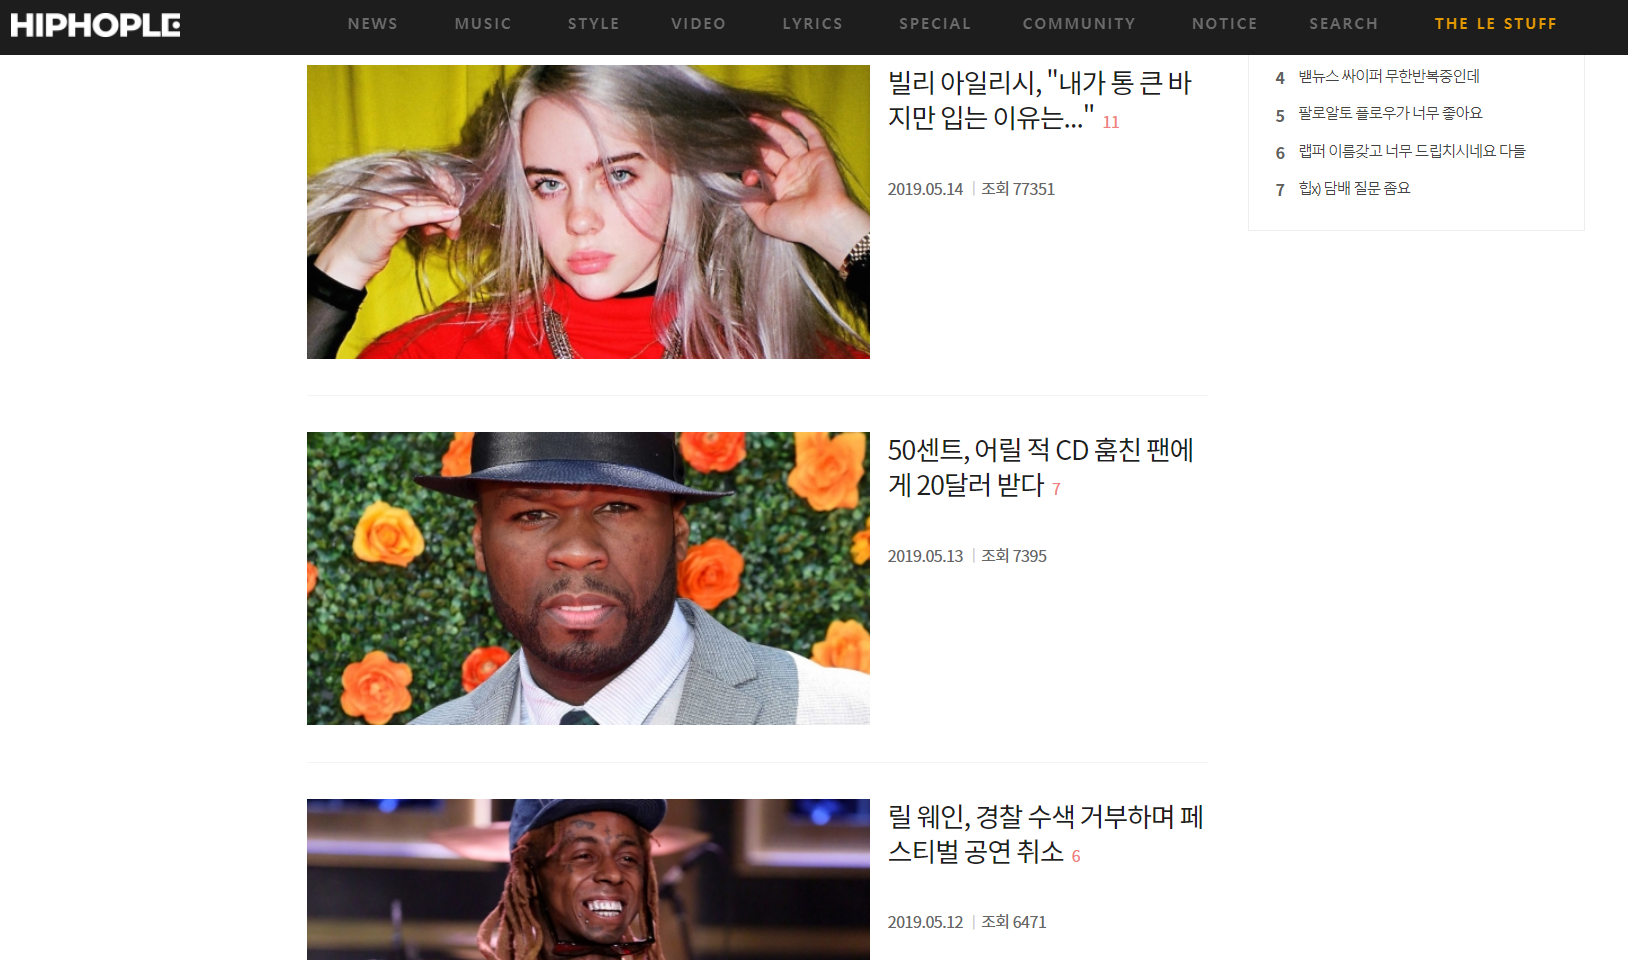 HIPHOPLE
NEWS MUSIC STYLE VIDEO LYRICS SPECIAL COMMUNITY NOTICE SEARCH THE LE STUFF
빌리 아일리시, "내가 통 큰 바
지만 입는 이유는..." 11
2019.05.14 | 조회 77351
50센트, 어릴 적 CD 훔친 팬에
게 20달러 받다 7
2019.05.13 | 조회 7395
릴 웨인, 경찰 수색 거부하며 페
스티벌 공연 취소 6
2019.05.12 | 조회 6471
4 밷뉴스 싸이퍼 무한반복중인데
5 팔로알토 플로우가 너무 좋아요
6 랩퍼 이름갖고 너무 드립치시네요 다들
7 힙x) 담배 질문 좀요